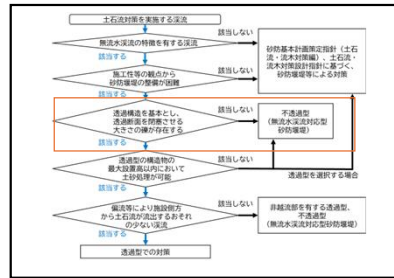 土石流対策を実施する渓流
無流水渓流の特徴を有する渓流
該当しない
該当する
施工性等の観点から
砂防堰堤の整備が困難
該当しない
砂防基本計画策定指針（土石
流・流木対策編）、土石流・
流木対策設計指針に基づく、
砂防堰堤等による対策
該当する
透過構造を基本とし、
透過断面を閉塞させる
大きさの礫が存在する
該当しない
不透過型
（無流水渓流対応型
砂防堰堤）
該当する
透過型の構造物の
最大設置高以内において
土砂処理が可能
該当しない
透過型を選択する場合
該当する
偏流等により施設側方
から土石流が流出するおそれ
の少ない渓流
該当しない
非越流部を有する透過型、
不透過型
（無流水渓流対応型砂防堰堤）
該当する
透過型での対策